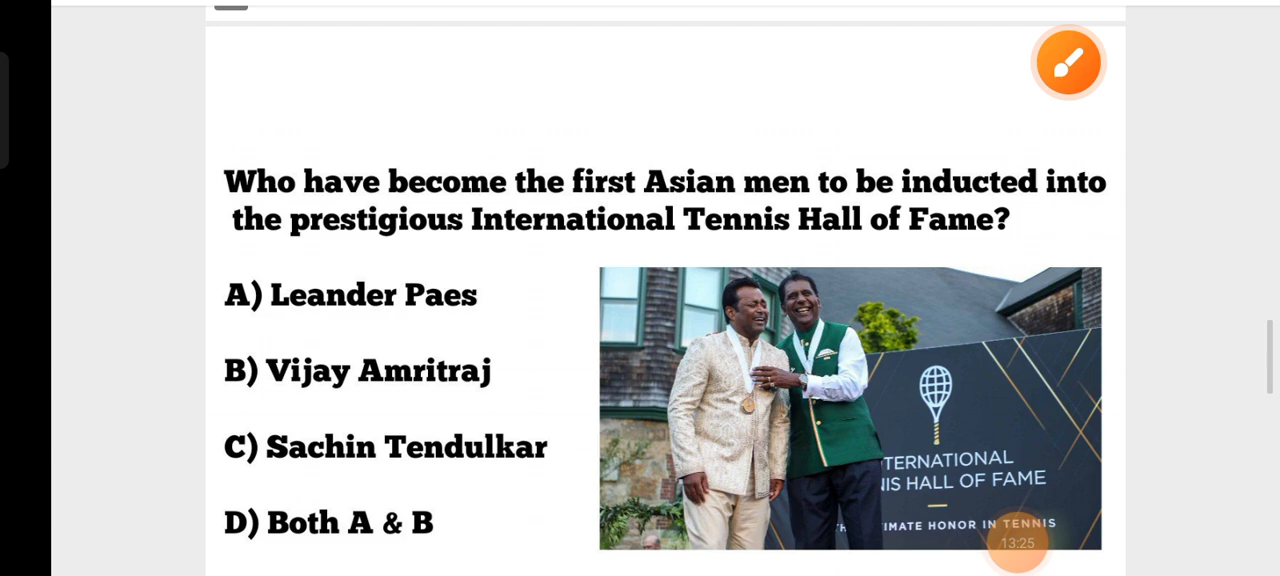 Who have become the first Asian men to be inducted into
the prestigious International Tennis Hall of Fame?
A) Leander Paes
B) Vijay Amritraj
C) Sachin Tendulkar
D) Both A & B
TERNATIONAL
NIS HALL OF FAME
IMATE HONOR IN TENNIS
13:25